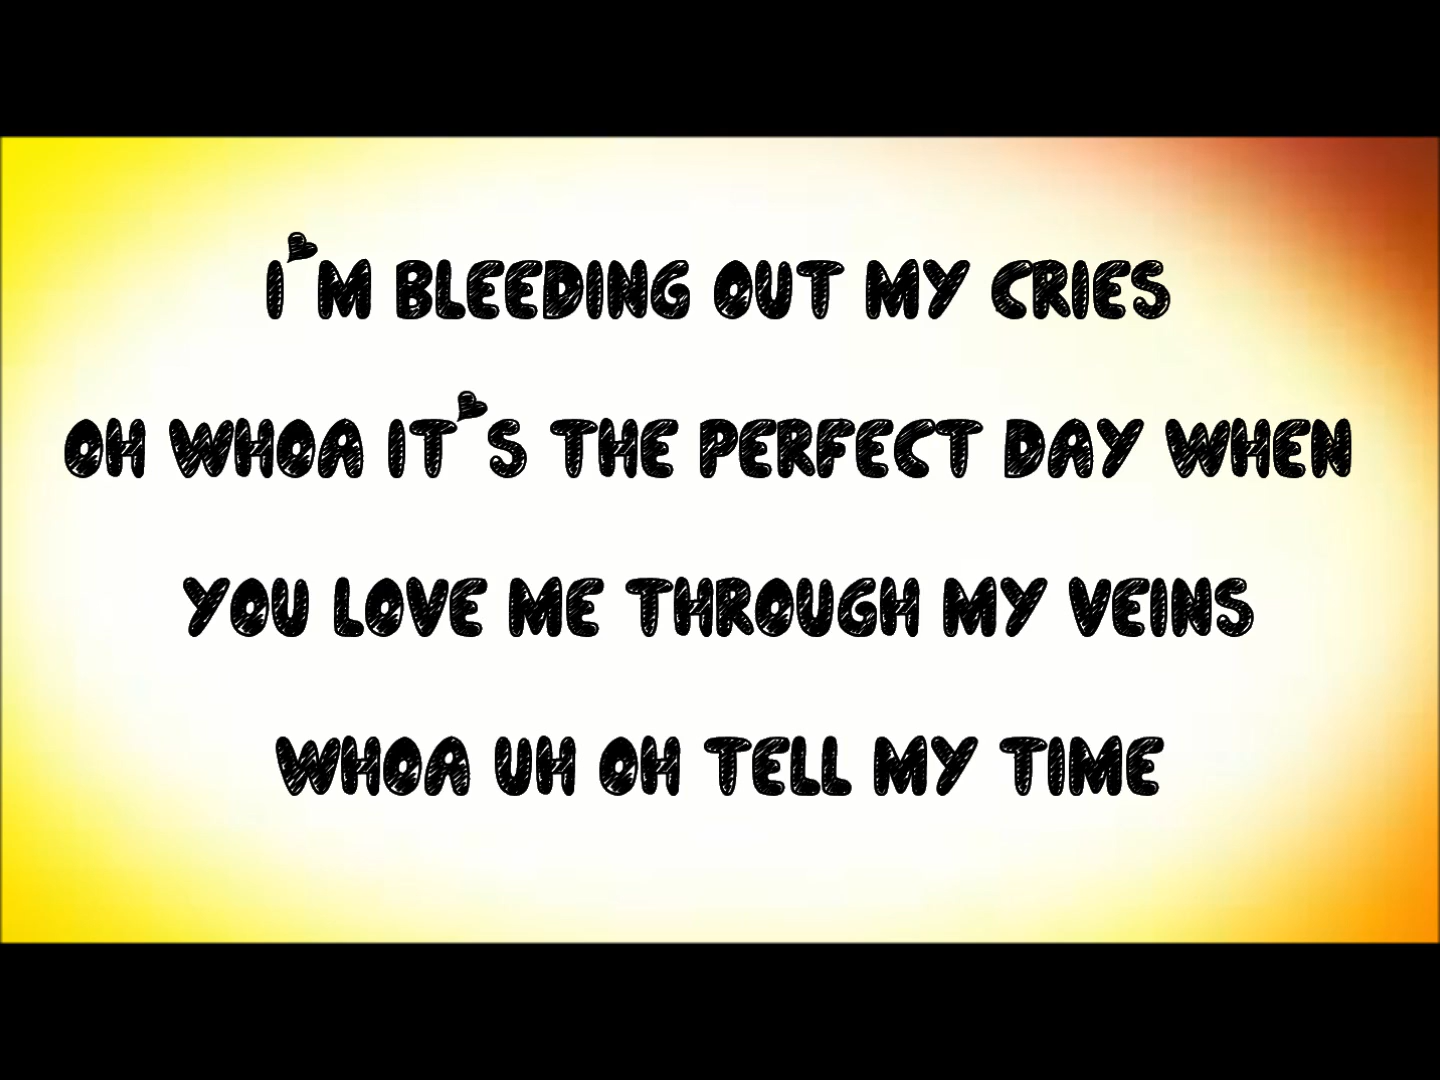 I'M BLEEDING OUT MY CRIES
OH WHOA IT'S THE PERFECT DAY WHEN
YOU LOVE ME THROUGH MY VEINS
WHOA UH OH TELL MY TIME